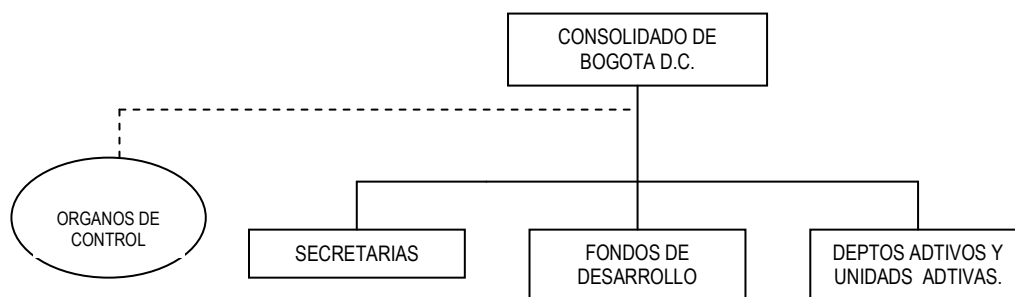 CONSOLIDADO DE
BOGOTA D.C.
ORGANOS DE
CONTROL
SECRETARIAS
FONDOS DE
DESARROLLO
DEPTOS ADTIVOS Y
UNIDADS ADTIVAS.